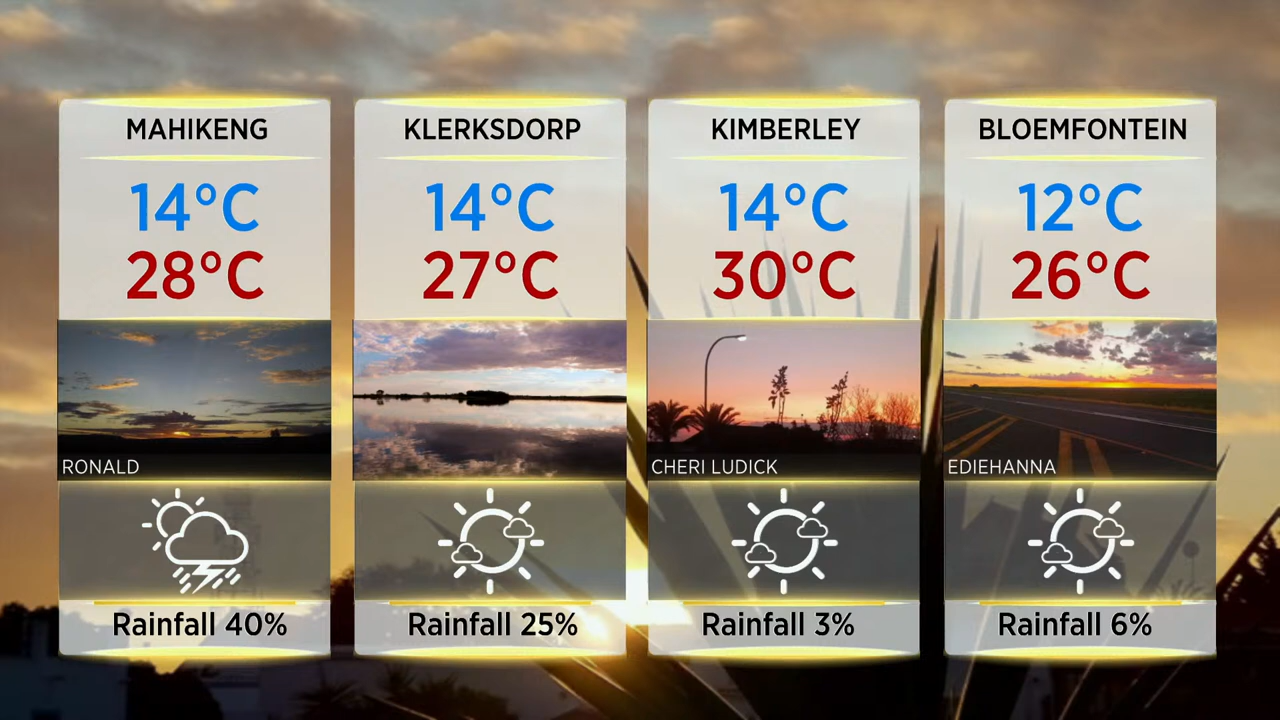 MAHIKENG
14°C
28°C
RONALD
Rainfall 40%
KLERKSDORP
14°C
27°C
Rainfall 25%
KIMBERLEY
14°C
30°C
CHERI LUDICK
Rainfall 3%
BLOEMFONTEIN
12°C
26°C
EDIEHANNA
Rainfall 6%